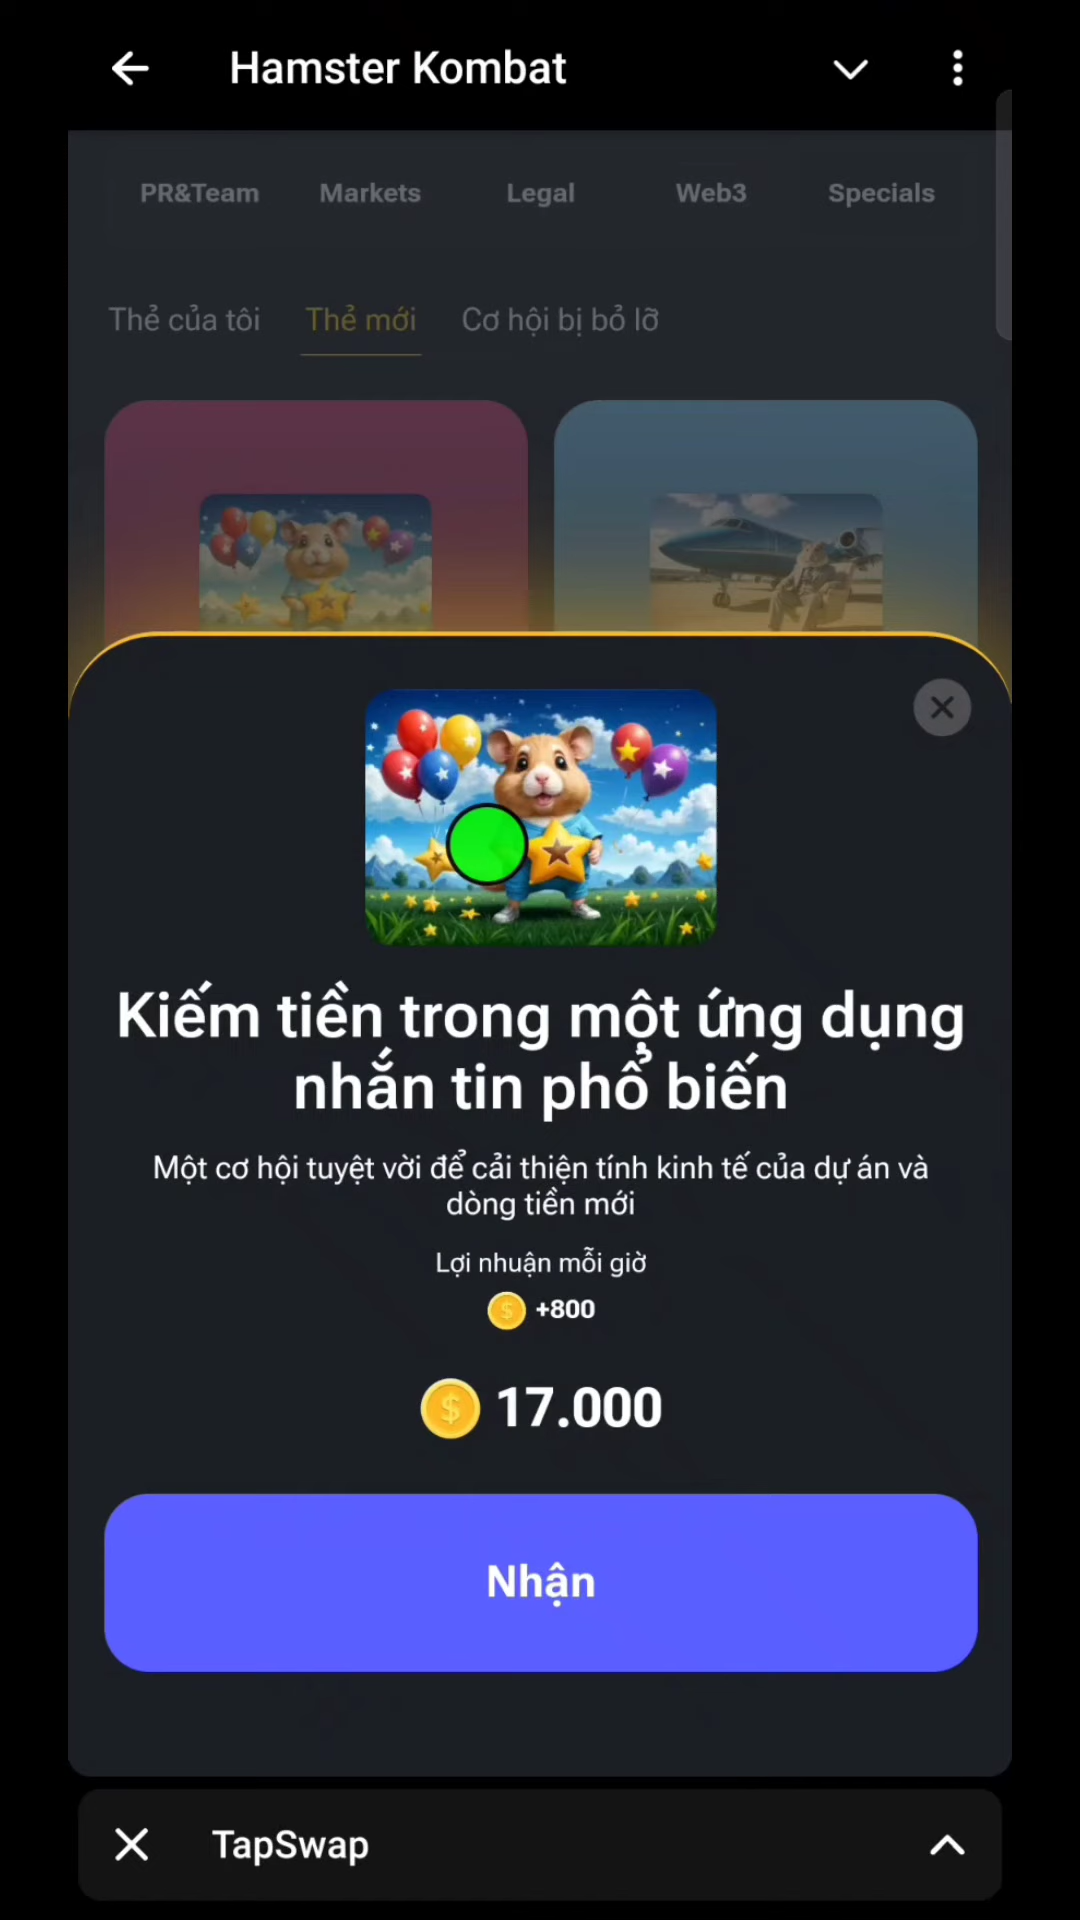 Hamster Kombat
PR&Team Markets Legal Web3 Specials
Thẻ của tôi Thẻ mới Cơ hội bị bỏ lỡ
Kiếm tiền trong một ứng dụng
nhắn tin phổ biến
Một cơ hội tuyệt vời để cải thiện tính kinh tế của dự án và
dòng tiền mới
Lợi nhuận mỗi giờ
+800
17.000
Nhận
TapSwap